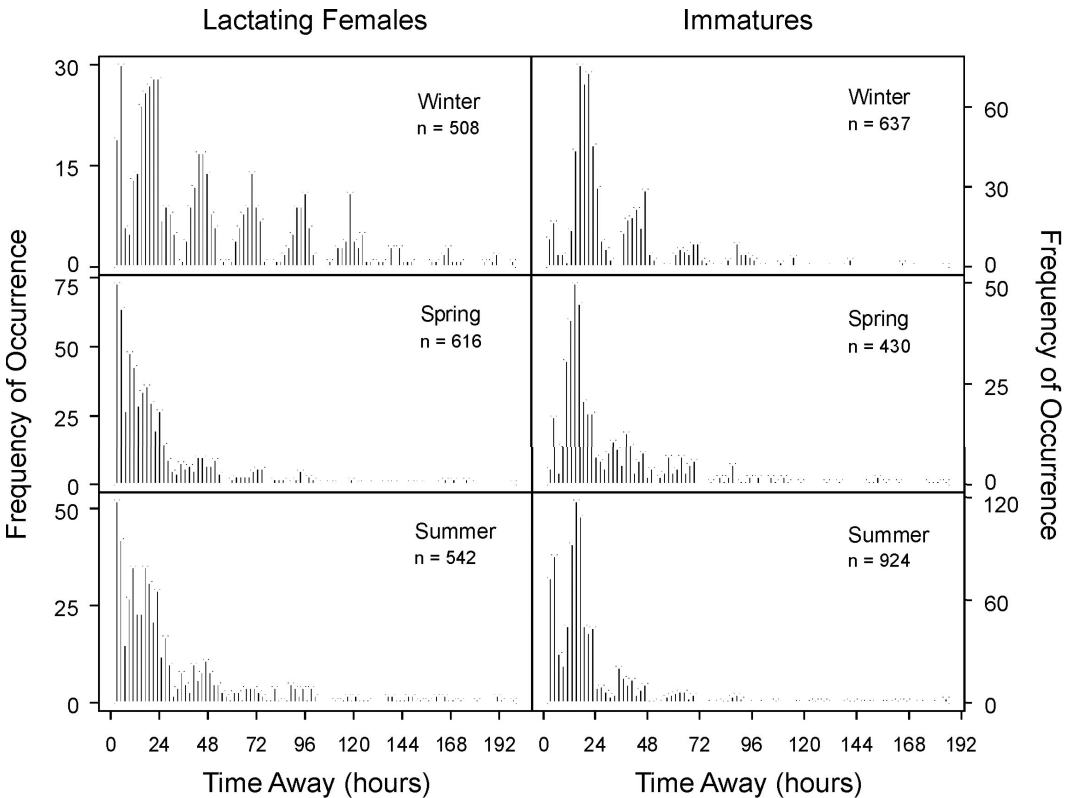 Lactating Females
Immatures
30
15
0
Winter
n = 508
Winter
n = 637
60
30
0
75
50
25
0
Spring
n = 616
Spring
n = 430
50
25
0
50
25
0
Summer
n = 542
Summer
n = 924
120
60
0
Frequency of Occurrence
Frequency of Occurrence
0 24 48 72 96 120 144 168 192
0 24 48 72 96 120 144 168 192
Time Away (hours)
Time Away (hours)